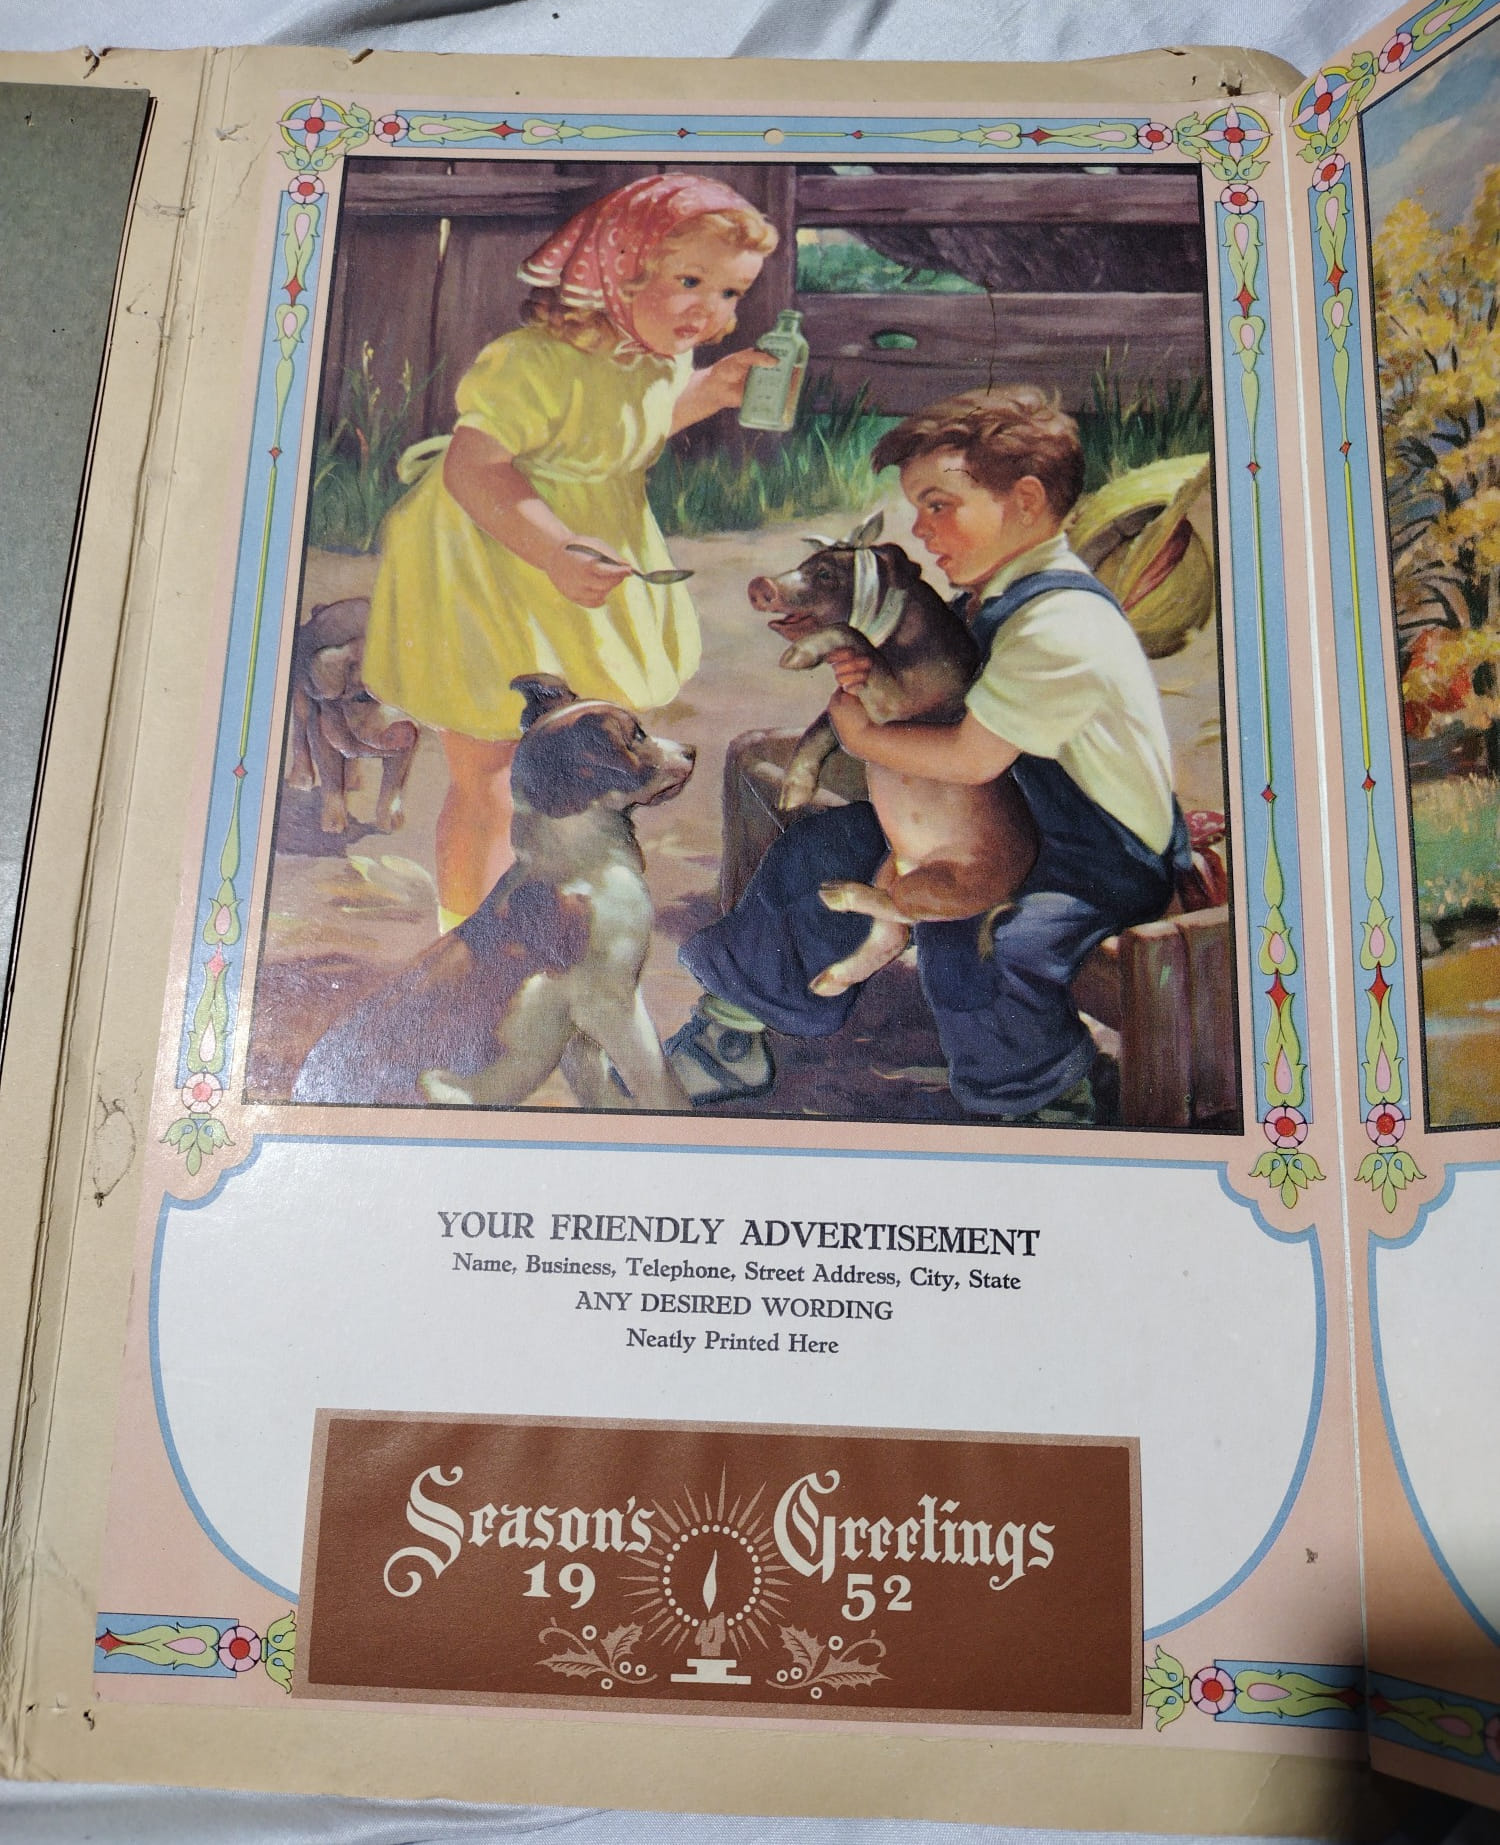 YOUR FRIENDLY ADVERTISEMENT
Name, Business, Telephone, Street Address, City, State
ANY DESIRED WORDING
Neatly Printed Here
Season's Greetings
19 52